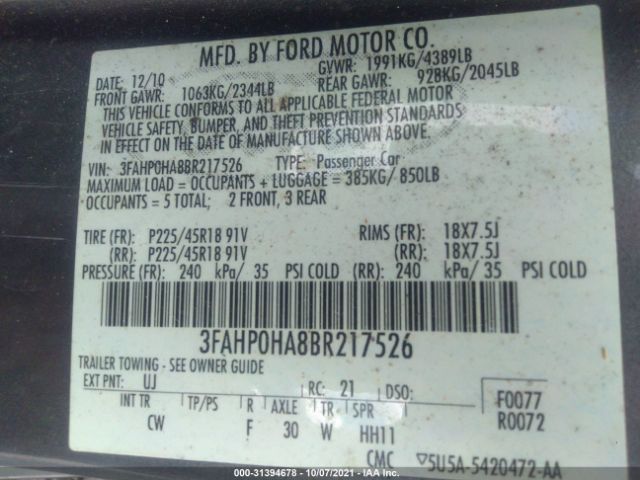 MFD. BY FORD MOTOR CO.
DATE: 12/10 GVWR: 1991KG/4389LB
FRONT GAWR: 1063KG/2344LB REAR GAWR: 928KG/2045LB
THIS VEHICLE CONFORMS TO ALL APPLICABLE FEDERAL MOTOR
VEHICLE SAFETY, BUMPER, AND THEFT PREVENTION STANDARDS
IN EFFECT ON THE DATE OF MANUFACTURE SHOWN ABOVE.
VIN: 3FAHP0HA8BR217526 TYPE: Passenger Car
MAXIMUM LOAD = OCCUPANTS + LUGGAGE = 385KG/ 850LB
OCCUPANTS = 5 TOTAL; 2 FRONT, 3 REAR
TIRE (FR): P225/45R18 91V RIMS (FR): 18X7.5J
(RR): P225/45R18 91V (RR): 18X7.5J
PRESSURE (FR): 240 kPa/ 35 PSI COLD (RR): 240 kPa/ 35 PSI COLD
3FAHP0HA8BR217526
TRAILER TOWING - SEE OWNER GUIDE
EXT PNT: UJ RC: 21 DSO: F0077
R0072
INT TR TP/PS R AXLE TR SPR
CW F 30 W HH11
CMC ▽5U5A-5420472-AA
000-31394678 - 10/07/2021 - IAA Inc.